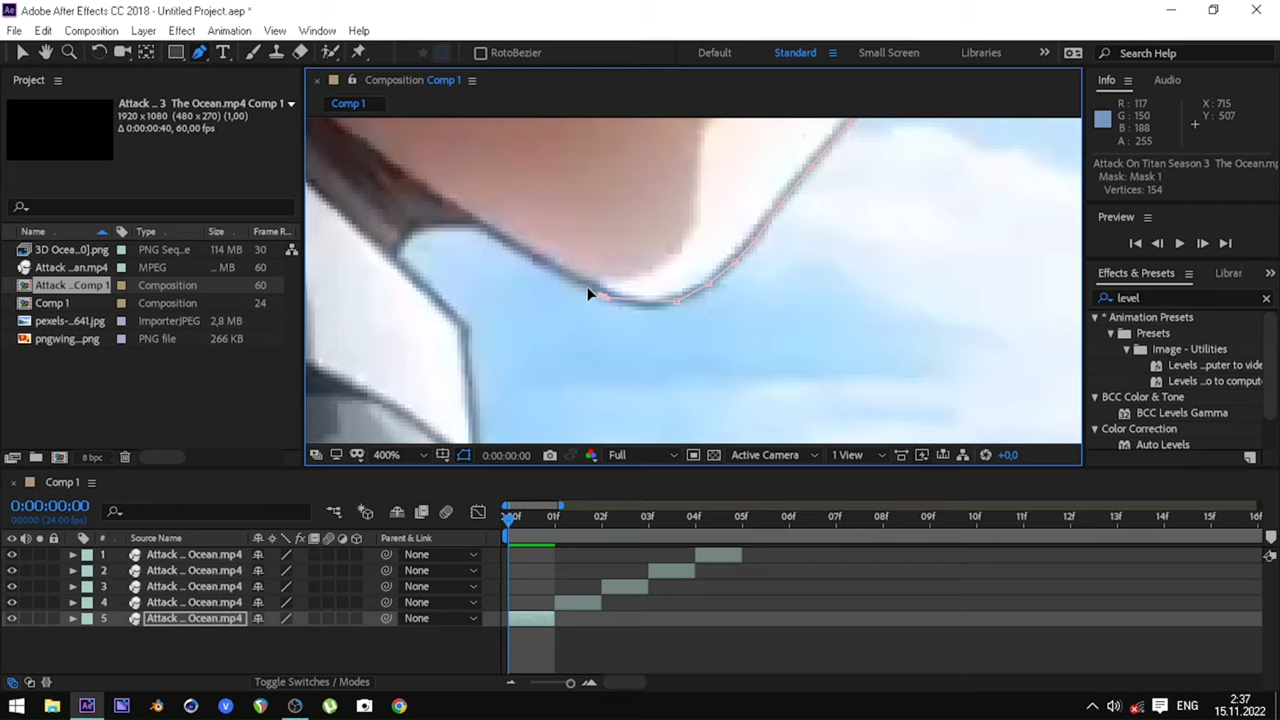 Adobe After Effects CC 2018 - Untitled Project.aep *
File Edit Composition Layer Effect Animation View Window Help
RotoBezier Default Standard Small Screen Libraries Search Help
Project
Composition Comp 1
Info Audio
Attack ... 3 The Ocean.mp4 Comp 1
1920 x 1080 (480 x 270) (1,00)
Δ 0:00:00:40, 60,00 fps
Comp 1
R : 117
G : 150
B : 188
A : 255
X : 715
Y : 507
Attack On Titan Season 3 The Ocean.m
Mask: Mask 1
Vertices: 154
Preview
Name Type Size Frame R
3D Ocea...0].png PNG Seq...e 114 MB 30
Attack ...an.mp4 MPEG ... MB 60
Attack ...Comp 1 Composition 60
Comp 1 Composition 24
pexels-...641.jpg ImporterJPEG 2,8 MB
pngwing...png PNG file 266 KB
Effects & Presets Librar
level
* Animation Presets
Presets
Image - Utilities
Levels ...puter to vide
Levels ...o to comput
BCC Color & Tone
BCC Levels Gamma
Color Correction
Auto Levels
8 bpc
400% 0:00:00:00 Full Active Camera 1 View +0,0
Comp 1
0:00:00:00
00000 (24.00 fps)
:00f 01f 02f 03f 04f 05f 06f 07f 08f 09f 10f 11f 12f 13f 14f 15f 16f
# Source Name fx Parent & Link
1 Attack ... Ocean.mp4 None
2 Attack ... Ocean.mp4 None
3 Attack ... Ocean.mp4 None
4 Attack ... Ocean.mp4 None
5 Attack ... Ocean.mp4 None
Toggle Switches / Modes
ENG
2:37
15.11.2022